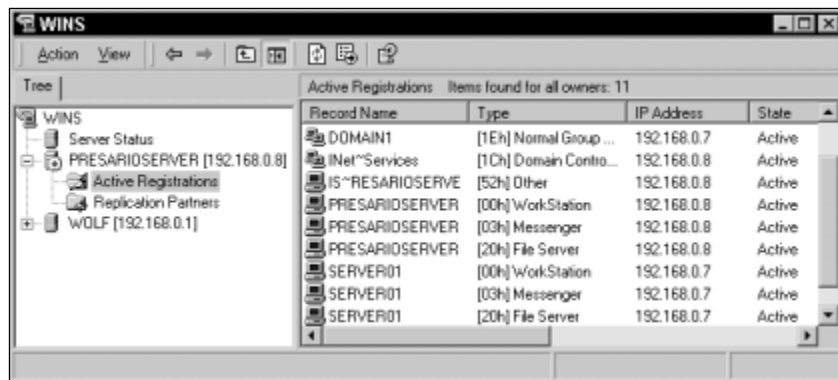 WINS
Action View
Tree
Active Registrations Items found for all owners: 11
WINS
Server Status
PRESARIOSERVER [192.168.0.8]
Active Registrations
Replication Partners
WOLF [192.168.0.1]
Record Name Type IP Address State
DOMAIN1 [1Eh] Normal Group ... 192.168.0.7 Active
INet~Services [1Ch] Domain Contro... 192.168.0.8 Active
IS~RESARIOSERVE [52h] Other 192.168.0.8 Active
PRESARIOSERVER [00h] WorkStation 192.168.0.8 Active
PRESARIOSERVER [03h] Messenger 192.168.0.8 Active
PRESARIOSERVER [20h] File Server 192.168.0.8 Active
SERVER01 [00h] WorkStation 192.168.0.7 Active
SERVER01 [03h] Messenger 192.168.0.7 Active
SERVER01 [20h] File Server 192.168.0.7 Active